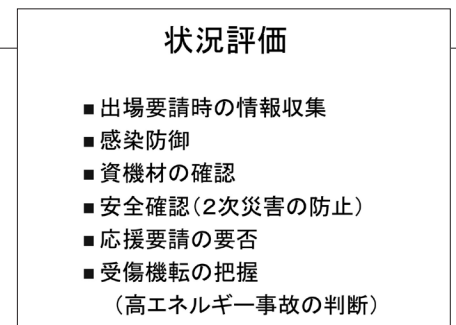 状況評価
■出場要請時の情報収集
■感染防御
■資機材の確認
■安全確認（2次災害の防止）
■応援要請の要否
■受傷機転の把握
（高エネルギー事故の判断）